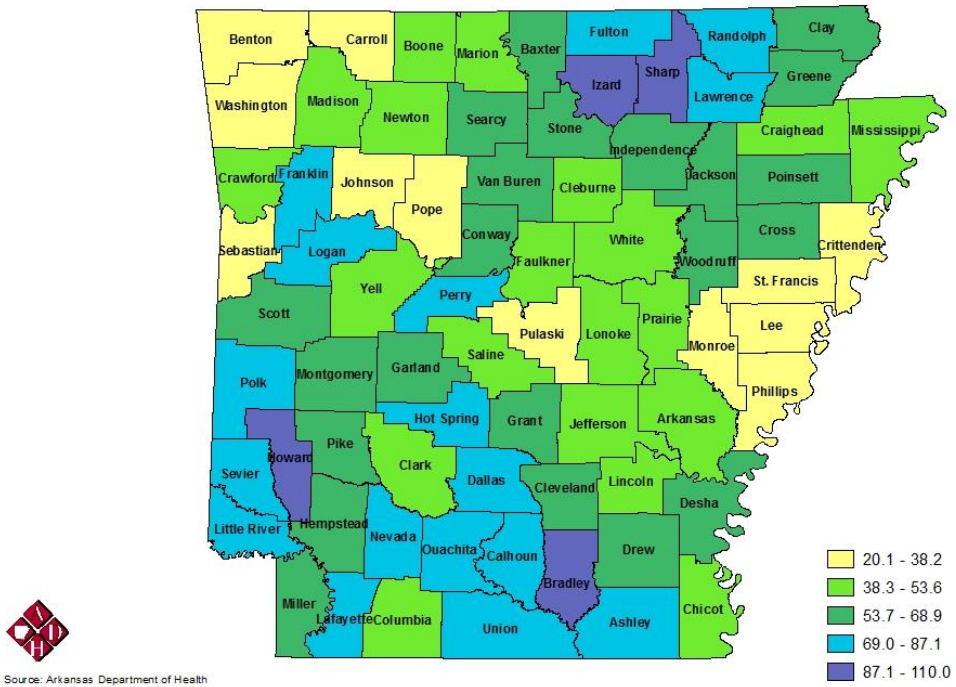 Benton
Carroll
Boone
Marion
Baxter
Fulton
Randolph
Clay
Izard
Sharp
Lawrence
Greene
Washington
Madison
Newton
Searcy
Stone
Independence
Jackson
Craighead
Mississippi
Crawford
Franklin
Johnson
Pope
Van Buren
Cleburne
Poinsett
Sebastian
Logan
Conway
Faulkner
White
Woodruff
Cross
Crittenden
Scott
Yell
Perry
Pulaski
Lonoke
Prairie
St. Francis
Lee
Monroe
Phillips
Polk
Montgomery
Garland
Saline
Hot Spring
Grant
Jefferson
Arkansas
Howard
Pike
Clark
Dallas
Cleveland
Lincoln
Desha
Sevier
Little River
Hempstead
Nevada
Ouachita
Calhoun
Bradley
Drew
Chicot
Miller
Lafayette
Columbia
Union
Ashley
20.1 - 38.2
38.3 - 53.6
53.7 - 68.9
69.0 - 87.1
87.1 - 110.0
A
D
H
Source: Arkansas Department of Health